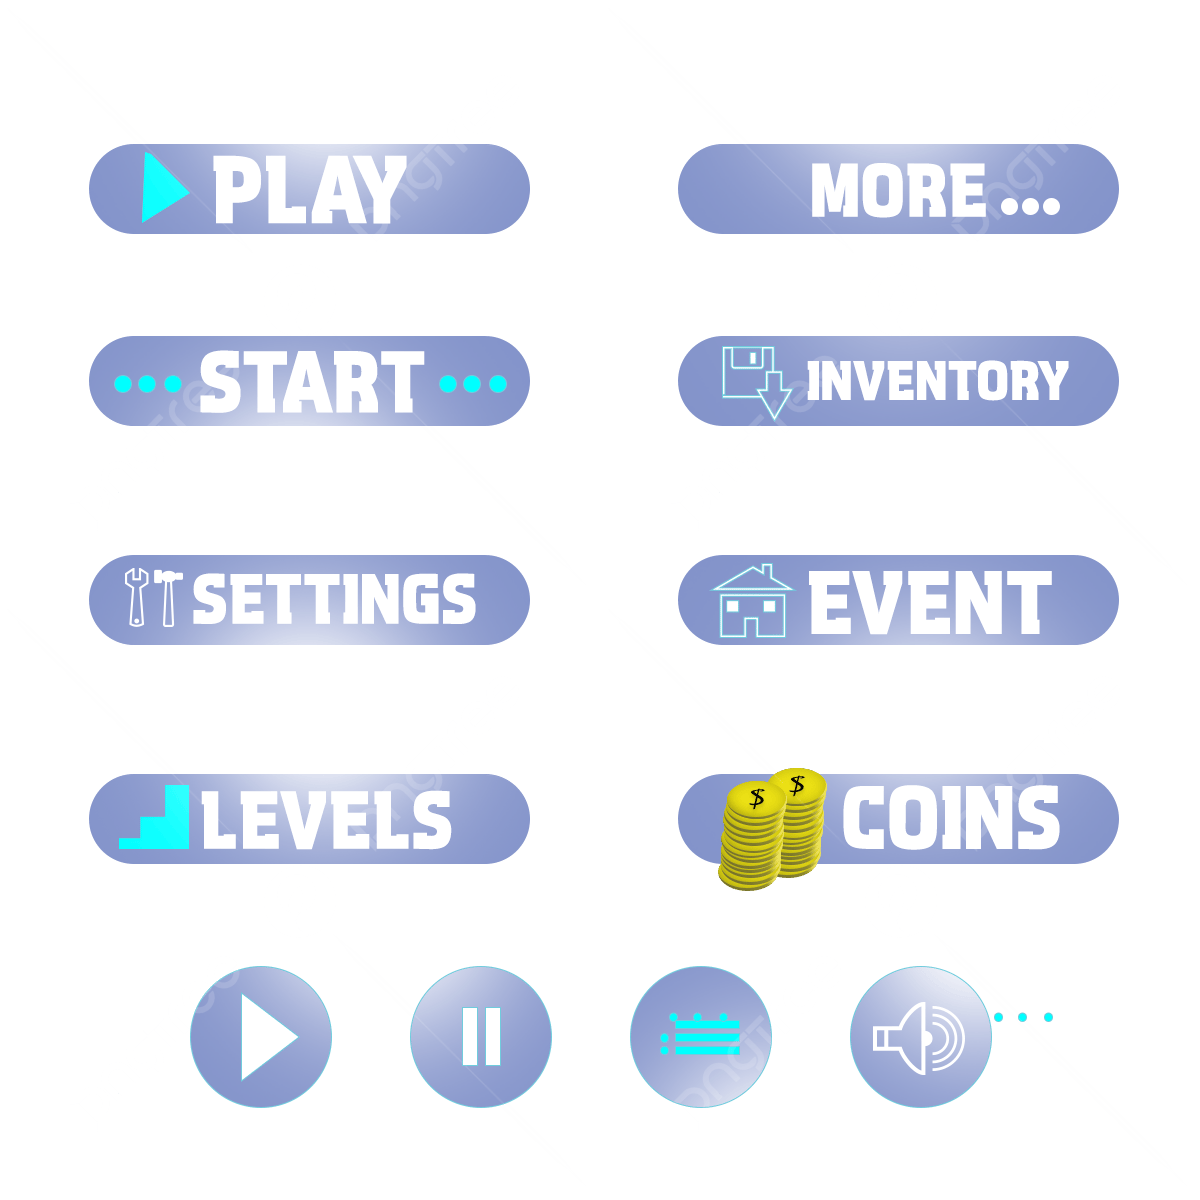 PLAY
MORE...
START
INVENTORY
SETTINGS
EVENT
LEVELS
$ $
COINS